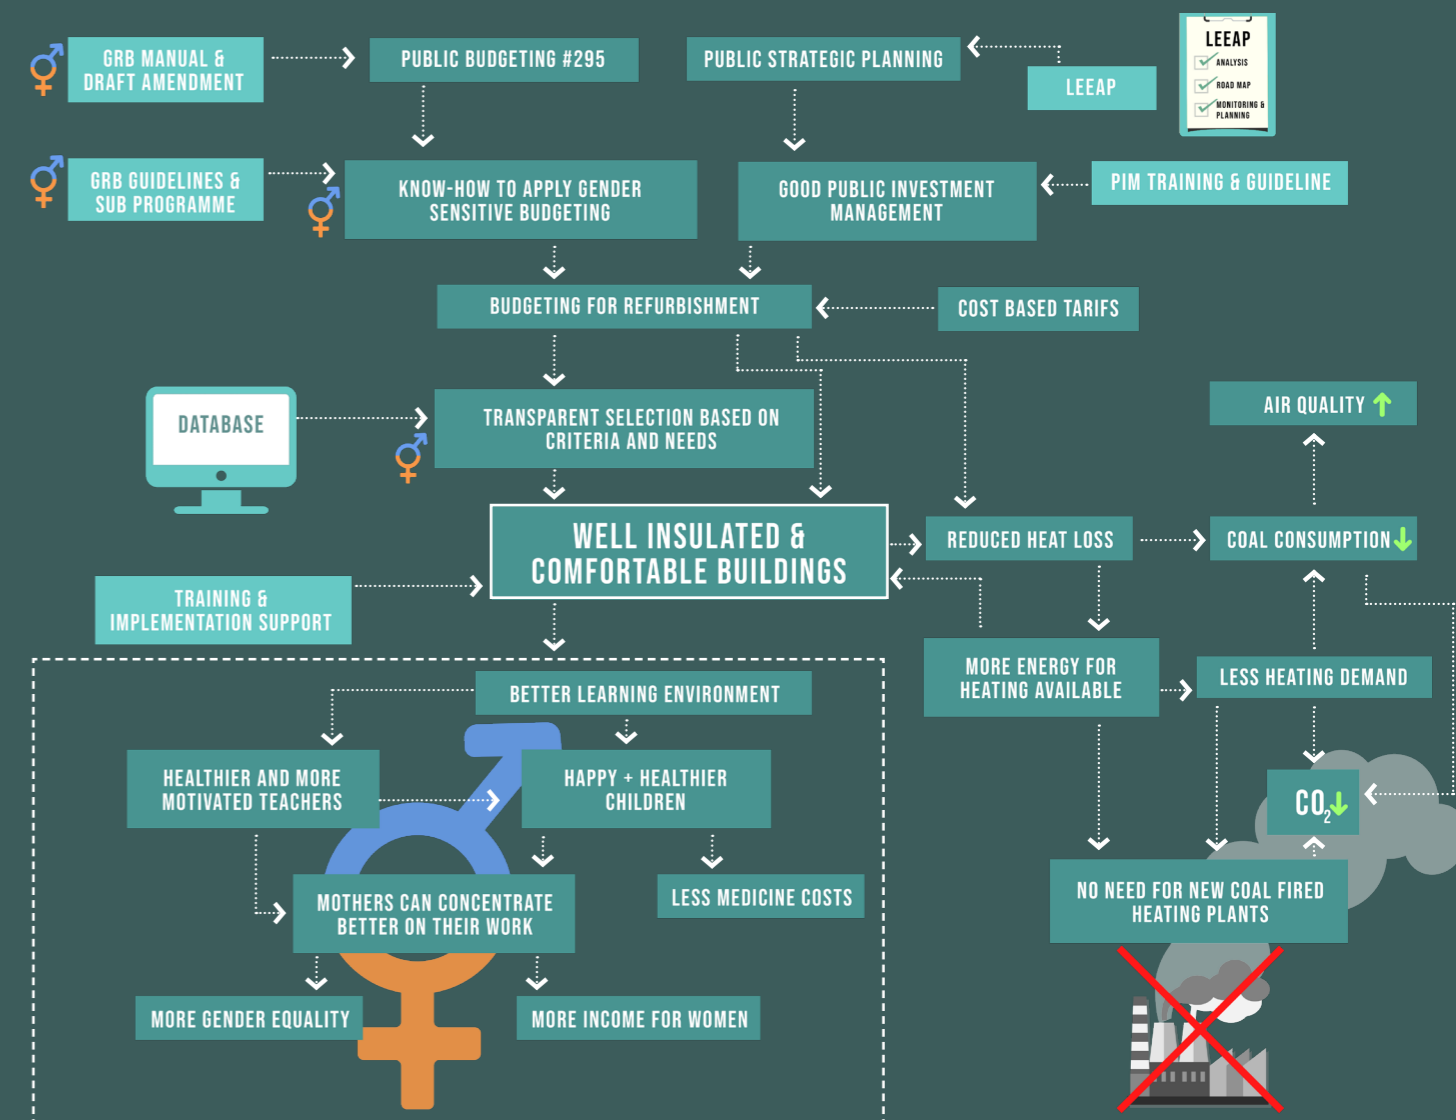 GRB MANUAL &
DRAFT AMENDMENT
PUBLIC BUDGETING #295
PUBLIC STRATEGIC PLANNING
LEEAP
LEEAP
ANALYSIS
ROAD MAP
MONITORING &
PLANNING
GRB GUIDELINES &
SUB PROGRAMME
KNOW-HOW TO APPLY GENDER
SENSITIVE BUDGETING
GOOD PUBLIC INVESTMENT
MANAGEMENT
PIM TRAINING & GUIDELINE
BUDGETING FOR REFURBISHMENT
COST BASED TARIFS
DATABASE
TRANSPARENT SELECTION BASED ON
CRITERIA AND NEEDS
AIR QUALITY
WELL INSULATED &
COMFORTABLE BUILDINGS
REDUCED HEAT LOSS
COAL CONSUMPTION
TRAINING &
IMPLEMENTATION SUPPORT
MORE ENERGY FOR
HEATING AVAILABLE
LESS HEATING DEMAND
BETTER LEARNING ENVIRONMENT
HEALTHIER AND MORE
MOTIVATED TEACHERS
HAPPY + HEALTHIER
CHILDREN
CO2
MOTHERS CAN CONCENTRATE
BETTER ON THEIR WORK
LESS MEDICINE COSTS
NO NEED FOR NEW COAL FIRED
HEATING PLANTS
MORE GENDER EQUALITY
MORE INCOME FOR WOMEN